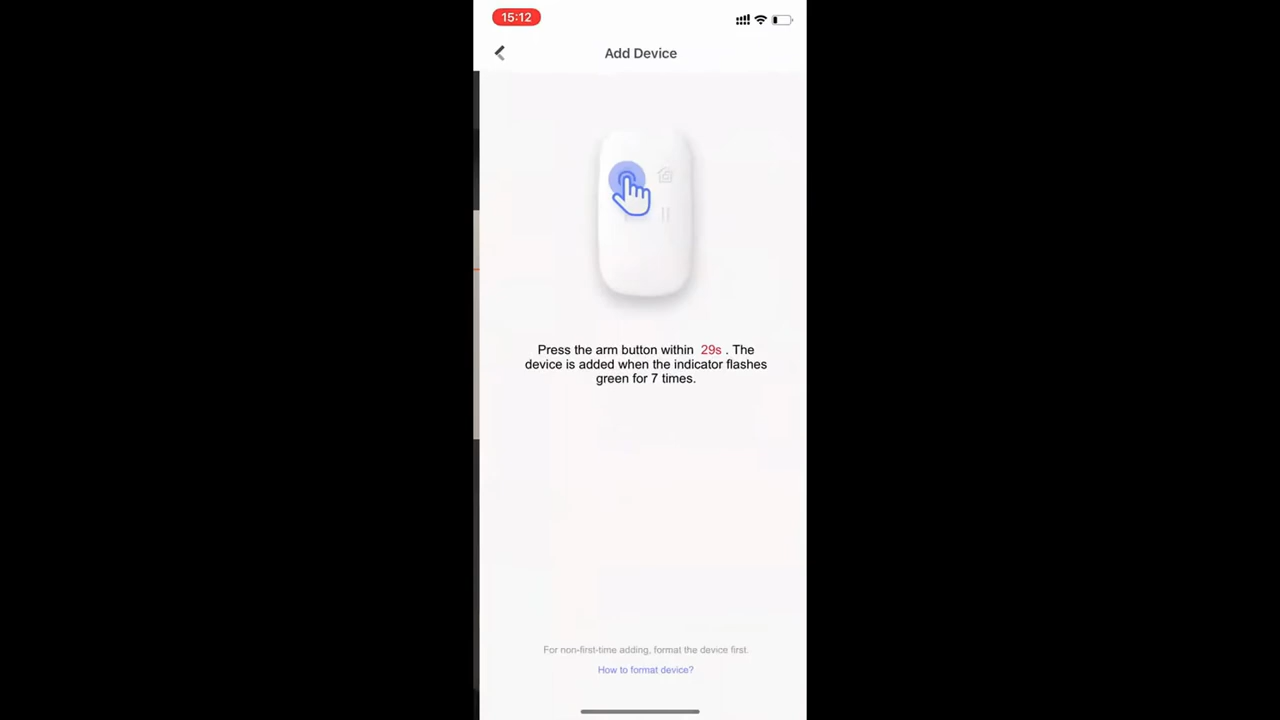 15:12
Add Device
Press the arm button within 29s . The
device is added when the indicator flashes
green for 7 times.
For non-first-time adding, format the device first.
How to format device?